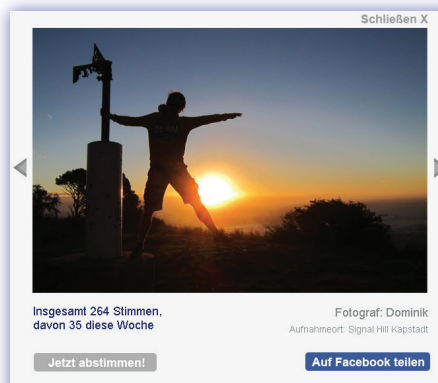 Schließen X
Insgesamt 264 Stimmen,
davon 35 diese Woche
Fotograf: Dominik
Aufnahmeort: Signal Hill Kapstadt
Jetzt abstimmen!
Auf Facebook teilen